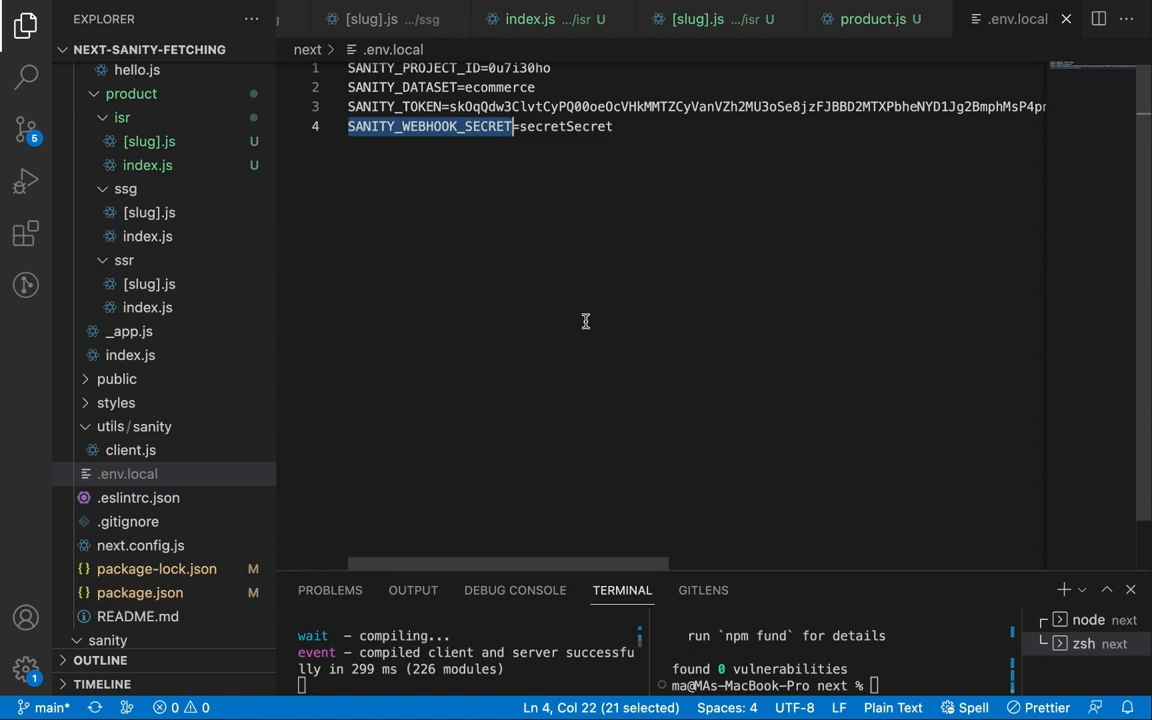 EXPLORER
NEXT-SANITY-FETCHING
hello.js
product
isr
[slug].js U
index.js U
ssg
[slug].js
index.js
ssr
[slug].js
index.js
_app.js
index.js
public
styles
utils/sanity
client.js
.env.local
.eslintrc.json
.gitignore
next.config.js
package-lock.json M
package.json M
README.md
sanity
OUTLINE
TIMELINE
5
1
[slug].js .../ssg
index.js .../isr U
[slug].js .../isr U
product.js U
.env.local
next > .env.local
1 SANITY_PROJECT_ID=0u7i30ho
2 SANITY_DATASET=ecommerce
3
4 SANITY_WEBHOOK_SECRET=secretSecret
PROBLEMS OUTPUT DEBUG CONSOLE TERMINAL GITLENS
wait - compiling...
event - compiled client and server successfu
lly in 299 ms (226 modules)
run `npm fund` for details
found 0 vulnerabilities
ma@MAs-MacBook-Pro next %
node next
zsh next
main* 0 0 Ln 4, Col 22 (21 selected) Spaces: 4 UTF-8 LF Plain Text Spell Prettier